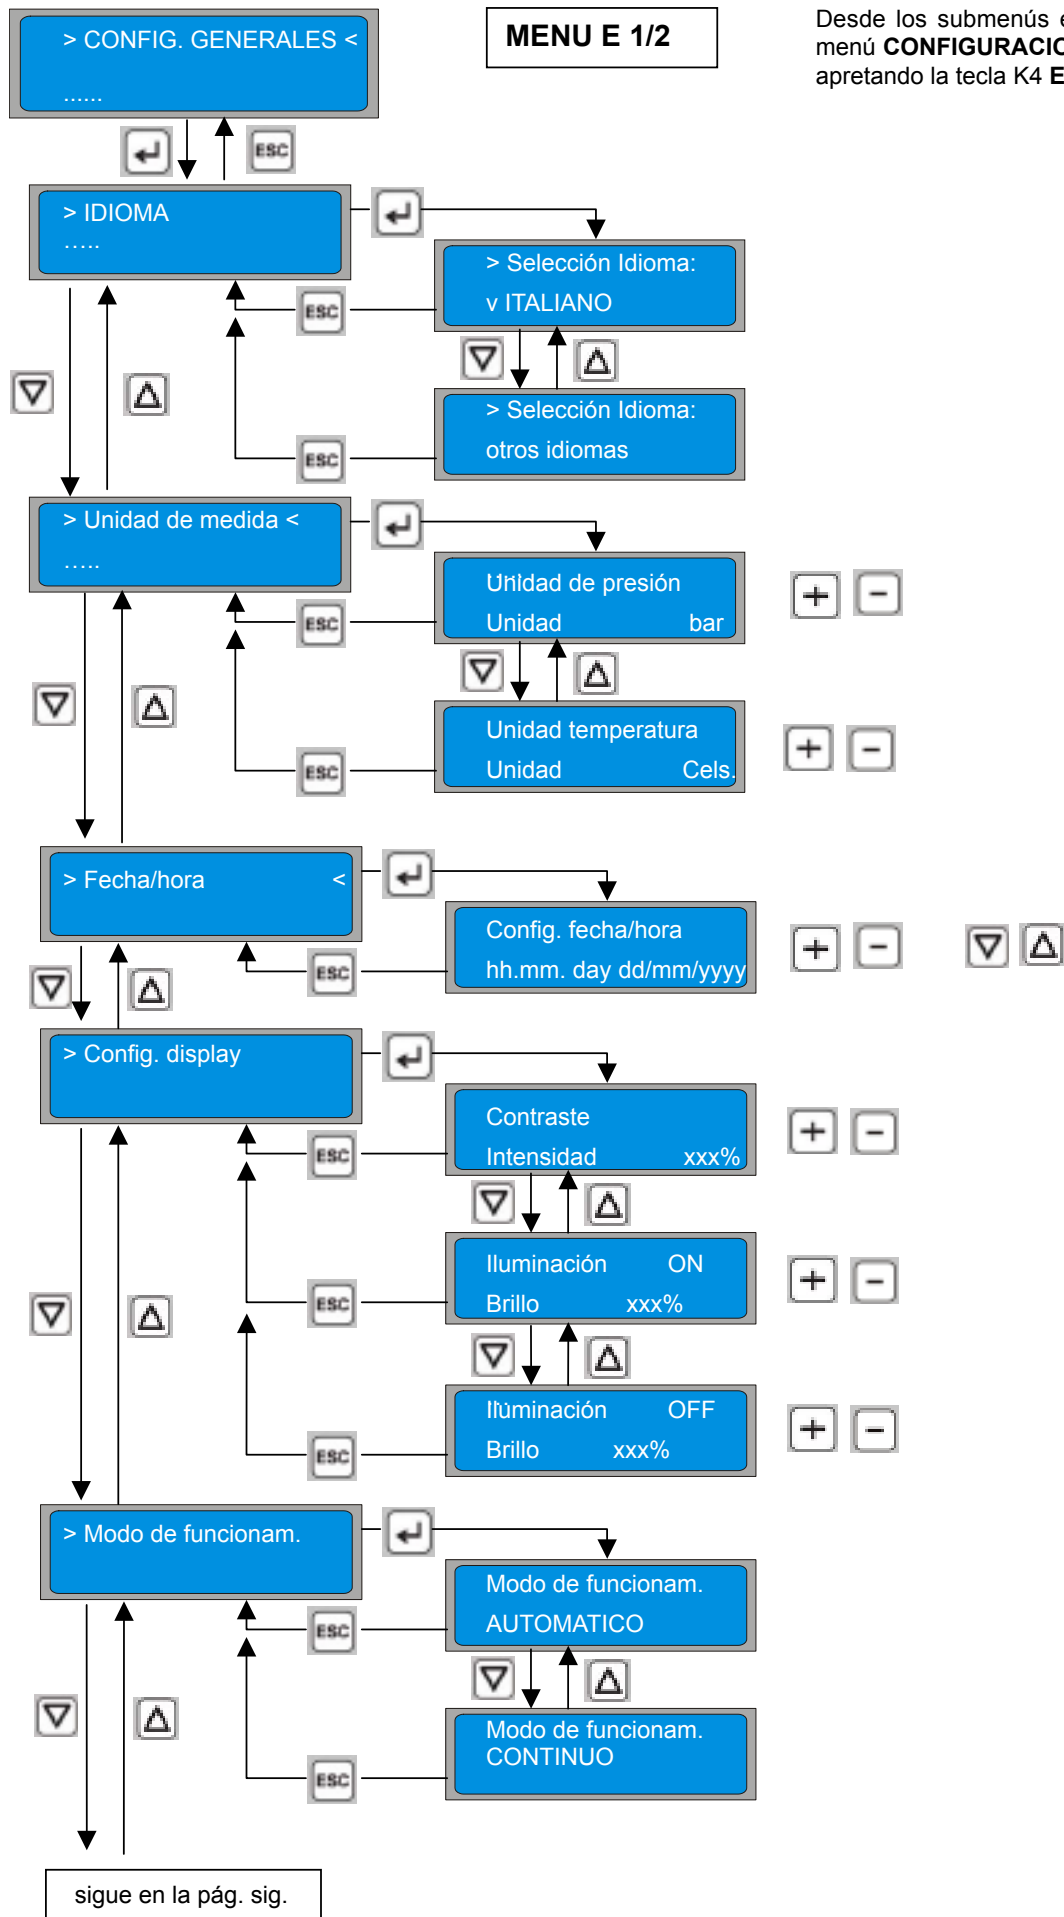 > CONFIG. GENERALES <
......
MENU E 1/2
Desde los submenús
menú
apretando la tecla K4
ESC
> IDIOMA
.....
> Selección Idioma:
v ITALIANO
ESC
> Selección Idioma:
otros idiomas
ESC
> Unidad de medida <
.....
Unidad de presión
Unidad bar
ESC
+ -
Unidad temperatura
Unidad Cels.
ESC
+ -
> Fecha/hora <
Config. fecha/hora
hh.mm. day dd/mm/yyyy
ESC
+ -
> Config. display
Contraste
Intensidad xxx%
ESC
+ -
Iluminación ON
Brillo xxx%
ESC
+ -
Iluminación OFF
Brillo xxx%
ESC
+ -
> Modo de funcionam.
Modo de funcionam.
AUTOMATICO
ESC
Modo de funcionam.
CONTINUO
ESC
sigue en la pág. sig.